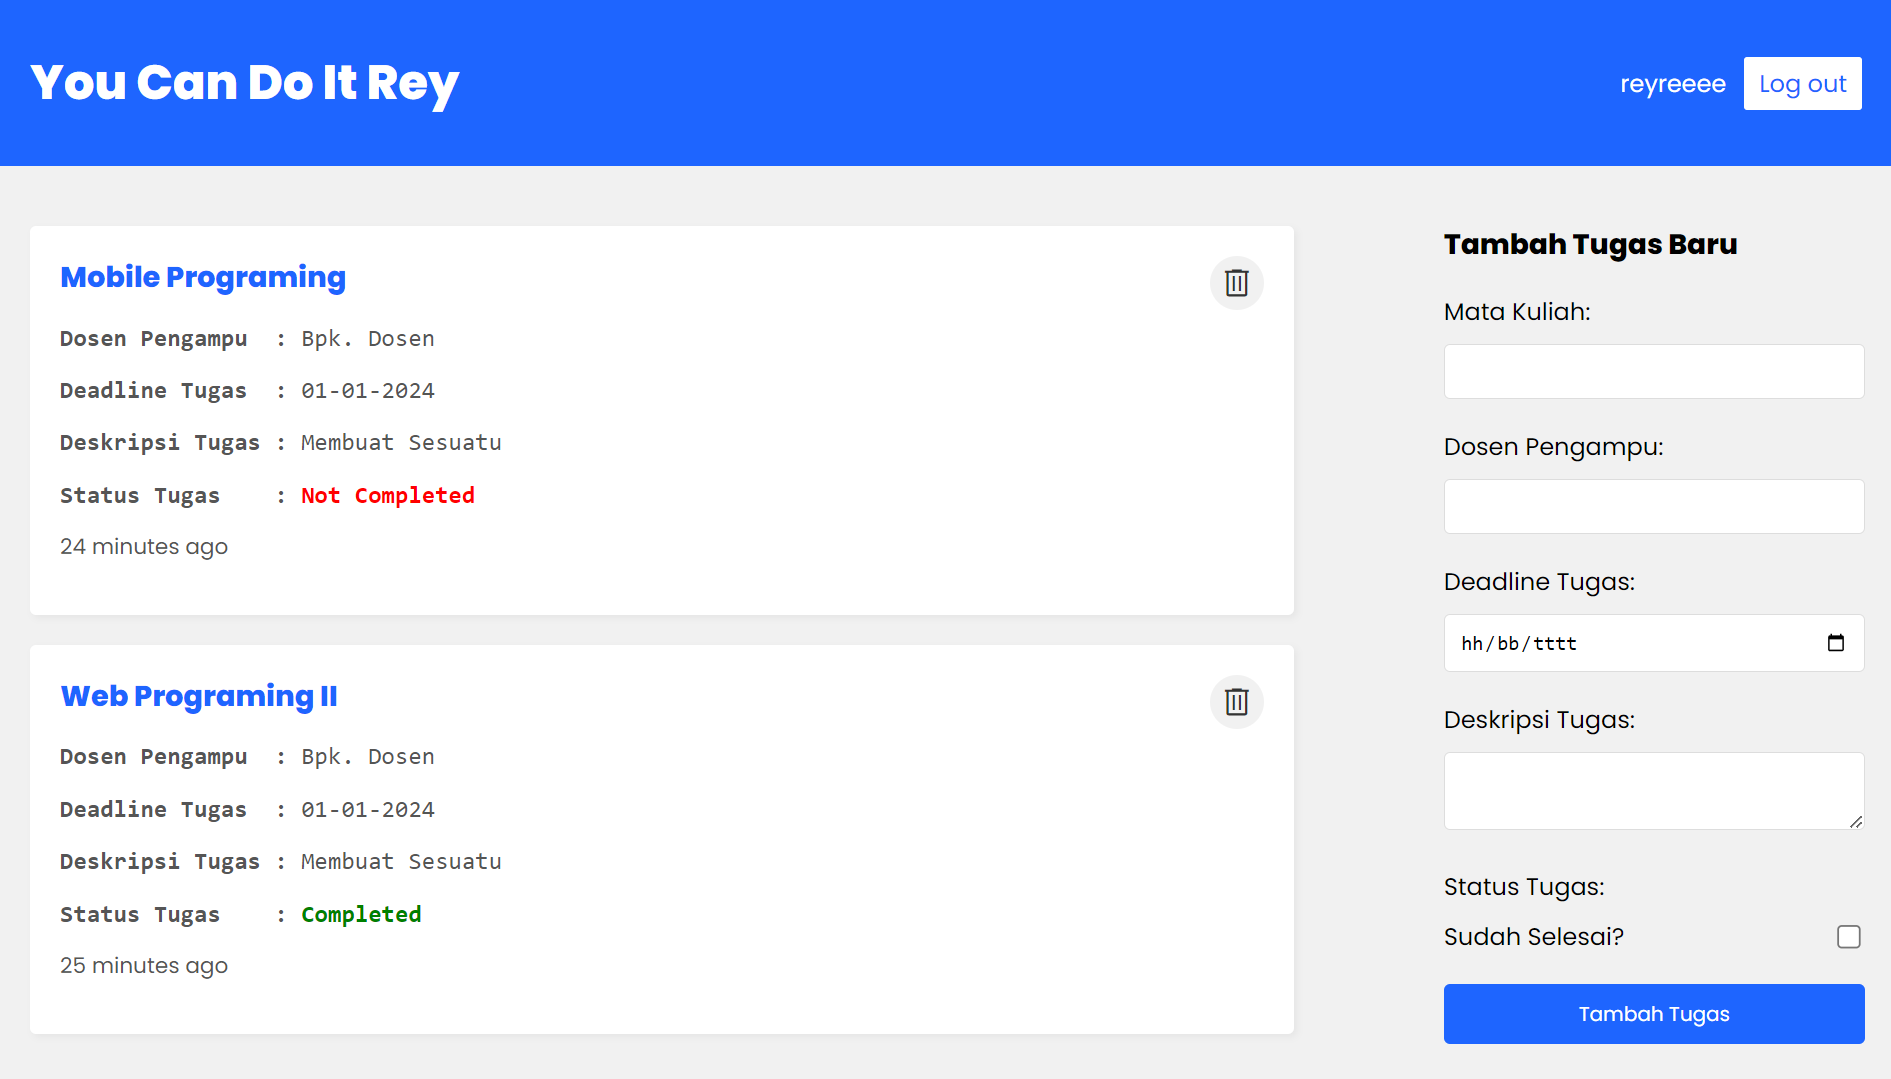 You Can Do It Rey
reyreeee
Log out
Mobile Programing
Dosen Pengampu : Bpk. Dosen
Deadline Tugas : 01-01-2024
Deskripsi Tugas : Membuat Sesuatu
Status Tugas : Not Completed
24 minutes ago
Web Programing II
Dosen Pengampu : Bpk. Dosen
Deadline Tugas : 01-01-2024
Deskripsi Tugas : Membuat Sesuatu
Status Tugas : Completed
25 minutes ago
Tambah Tugas Baru
Mata Kuliah:
Dosen Pengampu:
Deadline Tugas:
hh/bb/tttt
Deskripsi Tugas:
Status Tugas:
Sudah Selesai?
Tambah Tugas